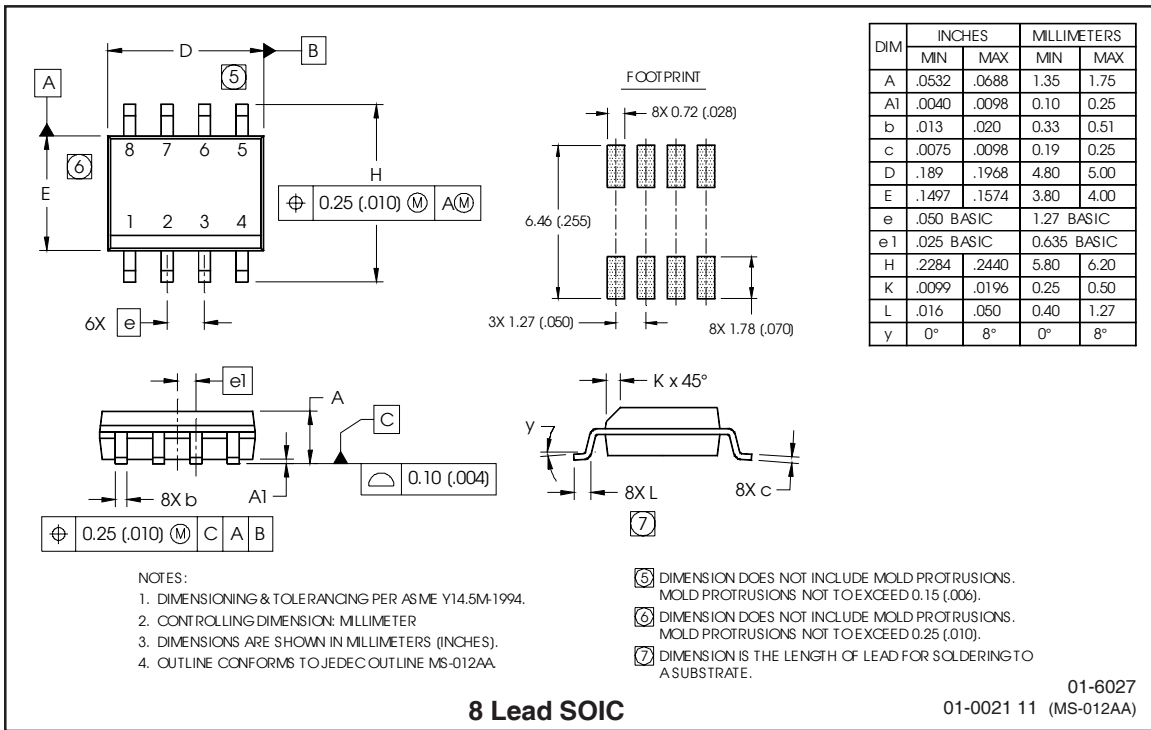 D
B
5
A
8 7 6 5
6
E
H
⌖ 0.25 (.010) Ⓜ AⓂ
1 2 3 4
6X e
FOOTPRINT
8X 0.72 (.028)
6.46 (.255)
3X 1.27 (.050)
8X 1.78 (.070)
DIM INCHES MILLIMETERS
MIN MAX MIN MAX
A .0532 .0688 1.35 1.75
A1 .0040 .0098 0.10 0.25
b .013 .020 0.33 0.51
c .0075 .0098 0.19 0.25
D .189 .1968 4.80 5.00
E .1497 .1574 3.80 4.00
e .050 BASIC 1.27 BASIC
e1 .025 BASIC 0.635 BASIC
H .2284 .2440 5.80 6.20
K .0099 .0196 0.25 0.50
L .016 .050 0.40 1.27
y 0° 8° 0° 8°
e1
A
C
0.10 (.004)
8X b
A1
⌖ 0.25 (.010) Ⓜ C A B
K x 45°
y
8X L
8X c
7
NOTES:
1. DIMENSIONING & TOLERANCING PER ASME Y14.5M-1994.
2. CONTROLLING DIMENSION: MILLIMETER
3. DIMENSIONS ARE SHOWN IN MILLIMETERS (INCHES).
4. OUTLINE CONFORMS TO JEDEC OUTLINE MS-012AA.
5 DIMENSION DOES NOT INCLUDE MOLD PROTRUSIONS.
MOLD PROTRUSIONS NOT TO EXCEED 0.15 (.006).
6 DIMENSION DOES NOT INCLUDE MOLD PROTRUSIONS.
MOLD PROTRUSIONS NOT TO EXCEED 0.25 (.010).
7 DIMENSION IS THE LENGTH OF LEAD FOR SOLDERING TO
A SUBSTRATE.
8 Lead SOIC
01-6027
01-0021 11 (MS-012AA)